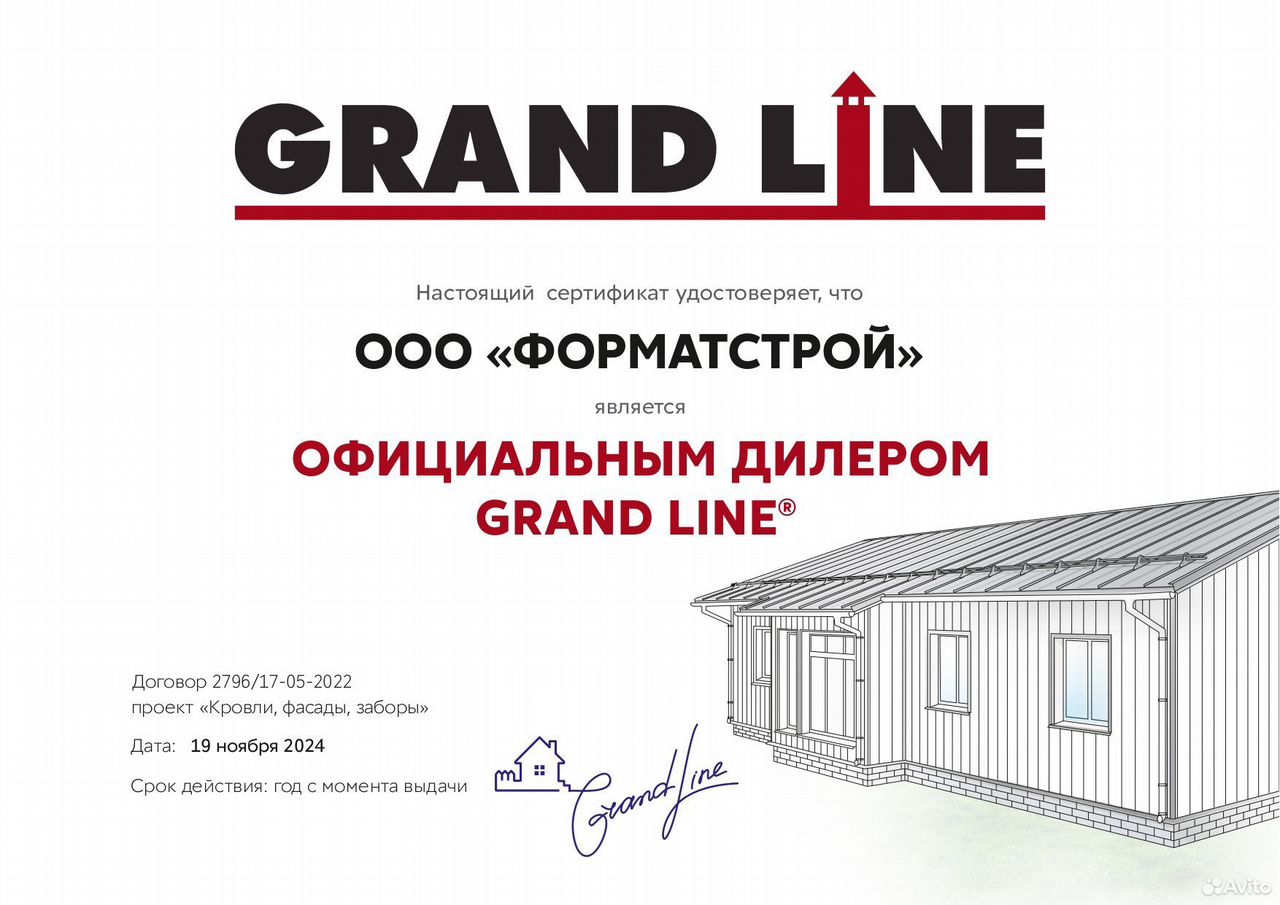 GRAND LINE
Настоящий сертификат удостоверяет, что
ООО «ФОРМАТСТРОЙ»
является
ОФИЦИАЛЬНЫМ ДИЛЕРОМ
GRAND LINE®
Договор 2796/17-05-2022
проект «Кровли, фасады, заборы»
Дата: 19 ноября 2024
Срок действия: год с момента выдачи
Grand Line
Avito